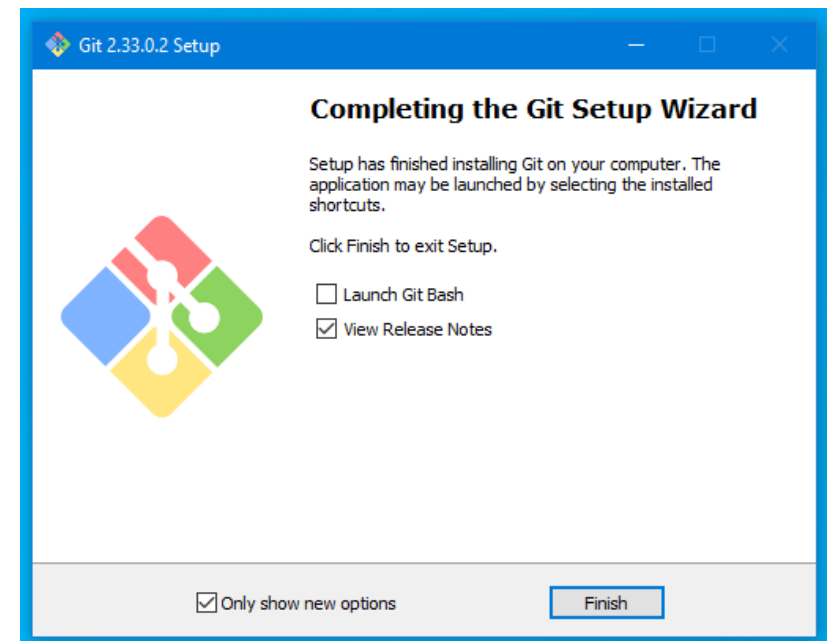 Git 2.33.0.2 Setup
Completing the Git Setup Wizard
Setup has finished installing Git on your computer. The
application may be launched by selecting the installed
shortcuts.
Click Finish to exit Setup.
Launch Git Bash
View Release Notes
Only show new options
Finish